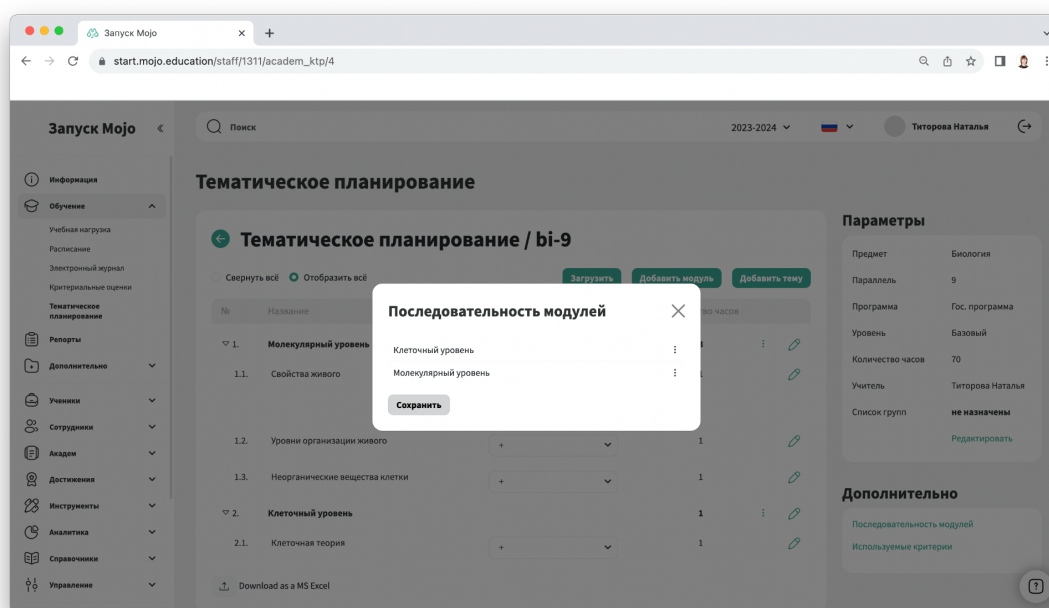 Запуск Mojo
start.mojo.education/staff/1311/academ_ktp/4
Запуск Mojo
Поиск
2023-2024
Титорова Наталья
Информация
Обучение
Учебная нагрузка
Расписание
Электронный журнал
Критериальные оценки
Тематическое
планирование
Репорты
Дополнительно
Ученики
Сотрудники
Академ
Достижения
Инструменты
Аналитика
Справочники
Управление
Тематическое планирование
Тематическое планирование / bi-9
Свернуть всё Отобразить всё
Загрузить Добавить модуль Добавить тему
№ Название во часов
1. Молекулярный уровень
1.1. Свойства живого
1.2. Уровни организации живого + 1
1.3. Неорганические вещества клетки + 1
2. Клеточный уровень 1
2.1. Клеточная теория + 1
Download as a MS Excel
Последовательность модулей
Клеточный уровень
Молекулярный уровень
Сохранить
Параметры
Предмет Биология
Параллель 9
Программа Гос. программа
Уровень Базовый
Количество часов 70
Учитель Титорова Наталья
Список групп не назначены
Редактировать
Дополнительно
Последовательность модулей
Используемые критерии
?